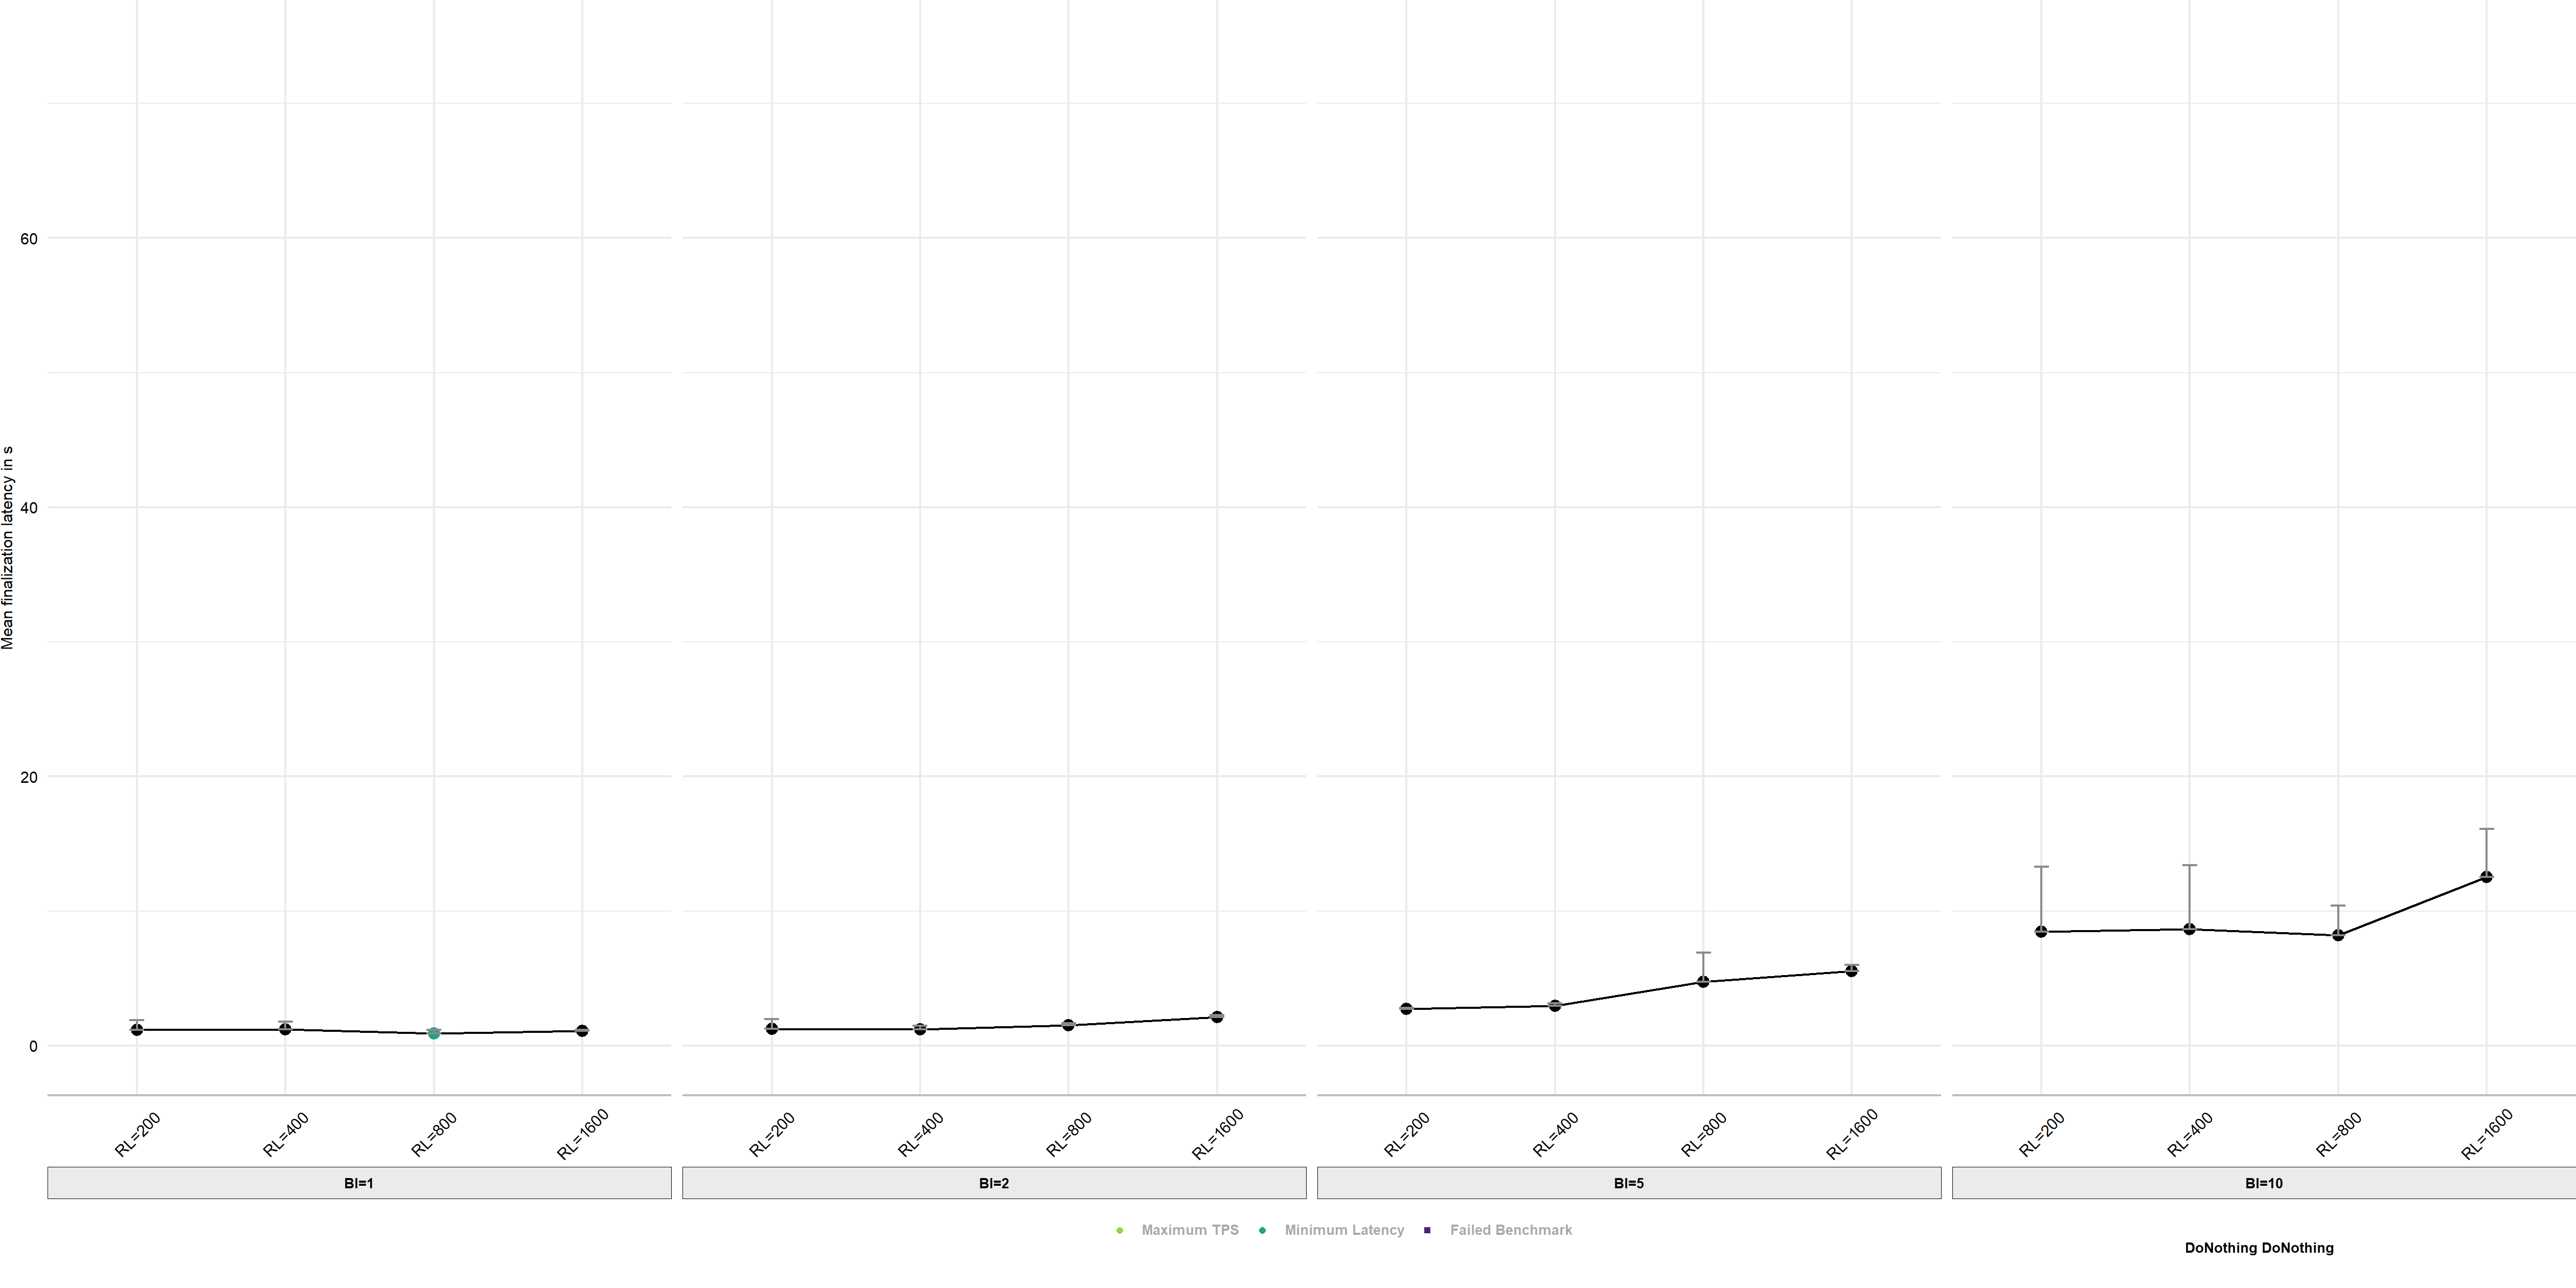 Mean finalization latency in s
60
40
20
0
RL=200 RL=400 RL=800 RL=1600 RL=200 RL=400 RL=800 RL=1600 RL=200 RL=400 RL=800 RL=1600 RL=200 RL=400 RL=800 RL=1600
BI=1 BI=2 BI=5 BI=10
Maximum TPS Minimum Latency Failed Benchmark
DoNothing DoNothing